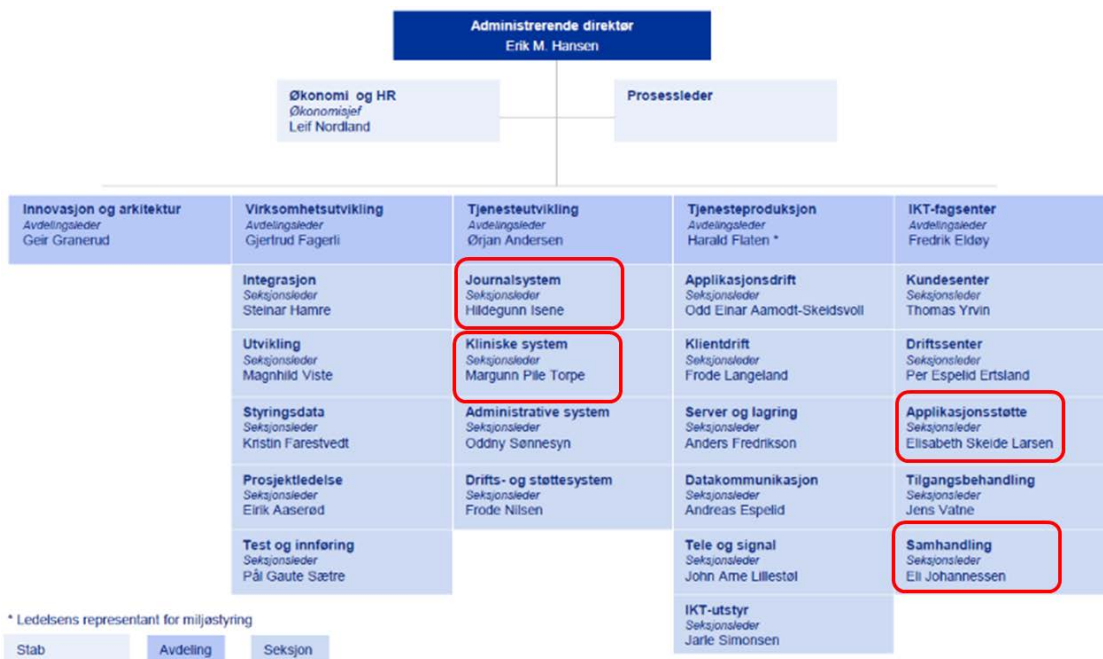 Administrerende direktør
Erik M. Hansen
Økonomi og HR
Økonomisjef
Leif Nordland
Prosessleder
Innovasjon og arkitektur
Avdelingsleder
Geir Granerud
Virksomhetsutvikling
Avdelingsleder
Gjertrud Fagerli
Tjenesteutvikling
Avdelingsleder
Ørjan Andersen
Tjenesteproduksjon
Avdelingsleder
Harald Flaten *
IKT-fagsenter
Avdelingsleder
Fredrik Eldøy
Integrasjon
Seksjonsleder
Steinar Hamre
Journalsystem
Seksjonsleder
Hildegunn Isene
Applikasjonsdrift
Seksjonsleder
Odd Einar Aamodt-Skeidsvoll
Kundesenter
Seksjonsleder
Thomas Yrvin
Utvikling
Seksjonsleder
Magnhild Viste
Kliniske system
Seksjonsleder
Margunn Pile Torpe
Klientdrift
Seksjonsleder
Frode Langeland
Driftssenter
Seksjonsleder
Per Espelid Ertsland
Styringsdata
Seksjonsleder
Kristin Farestvedt
Administrative system
Seksjonsleder
Oddny Sønnesyn
Server og lagring
Seksjonsleder
Anders Fredrikson
Applikasjonsstøtte
Seksjonsleder
Elisabeth Skeide Larsen
Prosjektledelse
Seksjonsleder
Eirik Aaserød
Drifts- og støttesystem
Seksjonsleder
Frode Nilsen
Datakommunikasjon
Seksjonsleder
Andreas Espelid
Tilgangsbehandling
Seksjonsleder
Jens Vatne
Test og innføring
Seksjonsleder
Pål Gaute Sætre
Tele og signal
Seksjonsleder
John Arne Lillestøl
Samhandling
Seksjonsleder
Eli Johannessen
IKT-utstyr
Seksjonsleder
Jarle Simonsen
* Ledelsens representant for miljøstyring
Stab
Avdeling
Seksjon